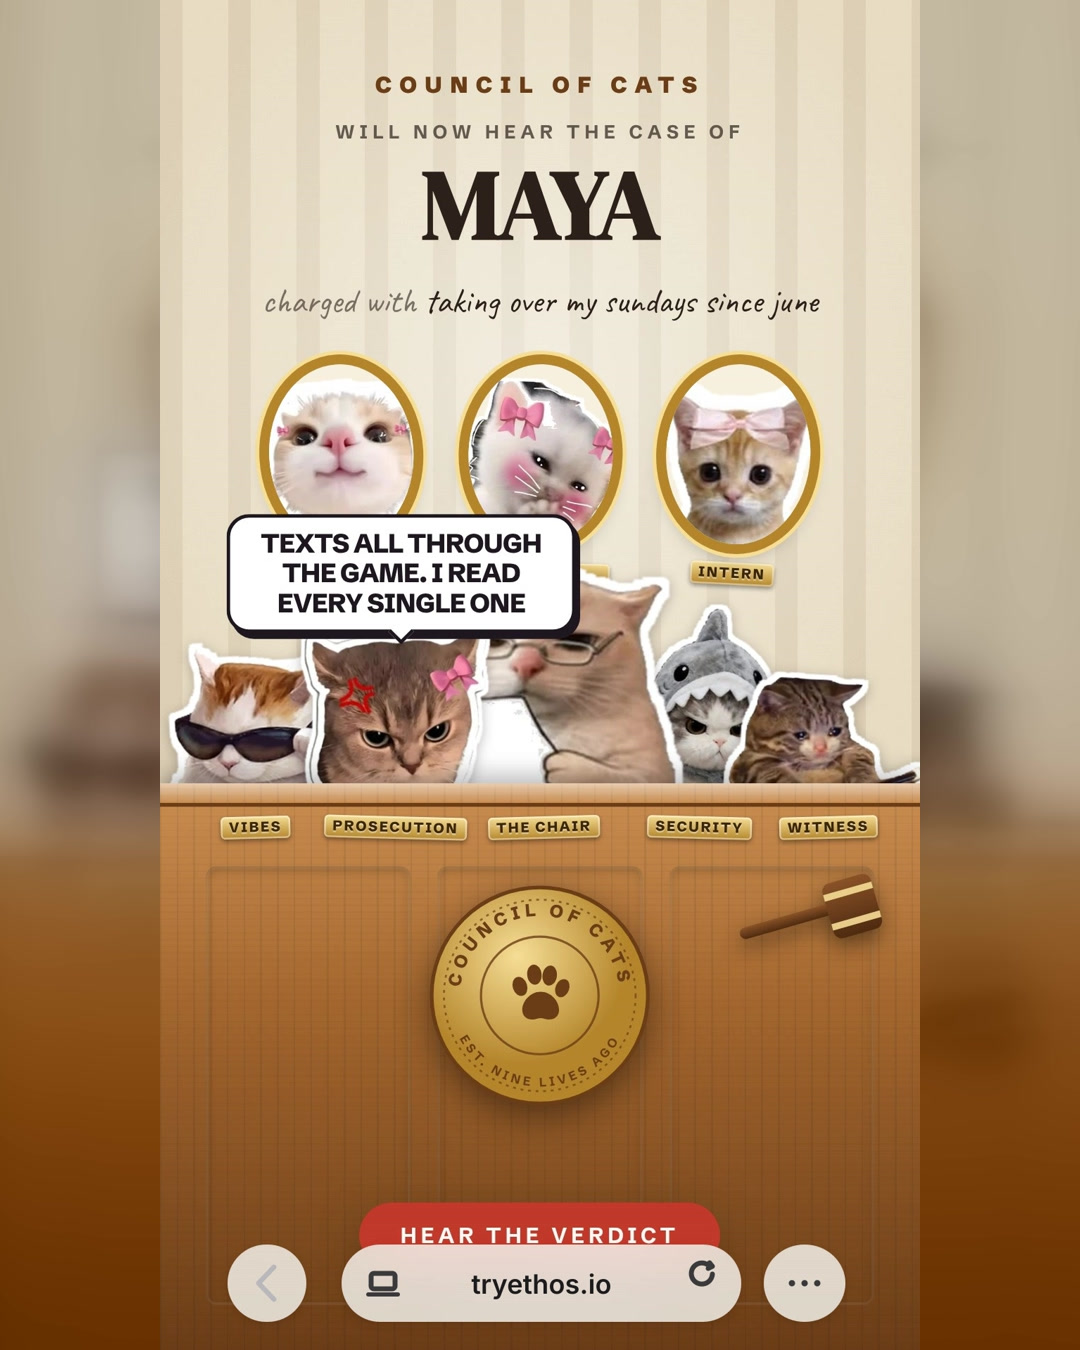 COUNCIL OF CATS
WILL NOW HEAR THE CASE OF
MAYA
charged with taking over my sundays since june
TEXTS ALL THROUGH
THE GAME. I READ
EVERY SINGLE ONE
INTERN
VIBES
PROSECUTION
THE CHAIR
SECURITY
WITNESS
COUNCIL OF CATS
EST. NINE LIVES AGO
HEAR THE VERDICT
tryethos.io